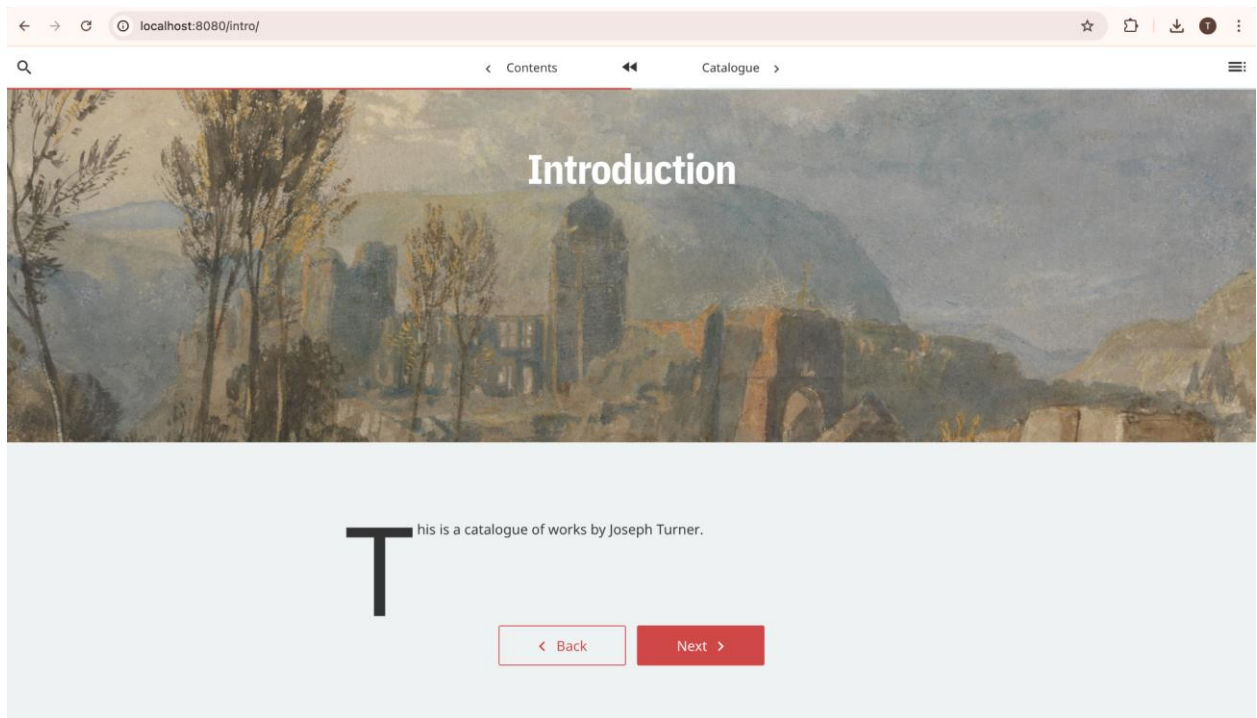 localhost:8080/intro/
T
Contents
Catalogue
Introduction
This is a catalogue of works by Joseph Turner.
Back
Next